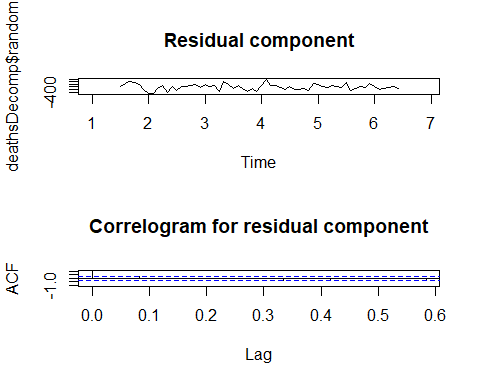 Residual component
deathsDecomp$random
-400
1 2 3 4 5 6 7
Time
Correlogram for residual component
ACF
-1.0
0.0 0.1 0.2 0.3 0.4 0.5 0.6
Lag